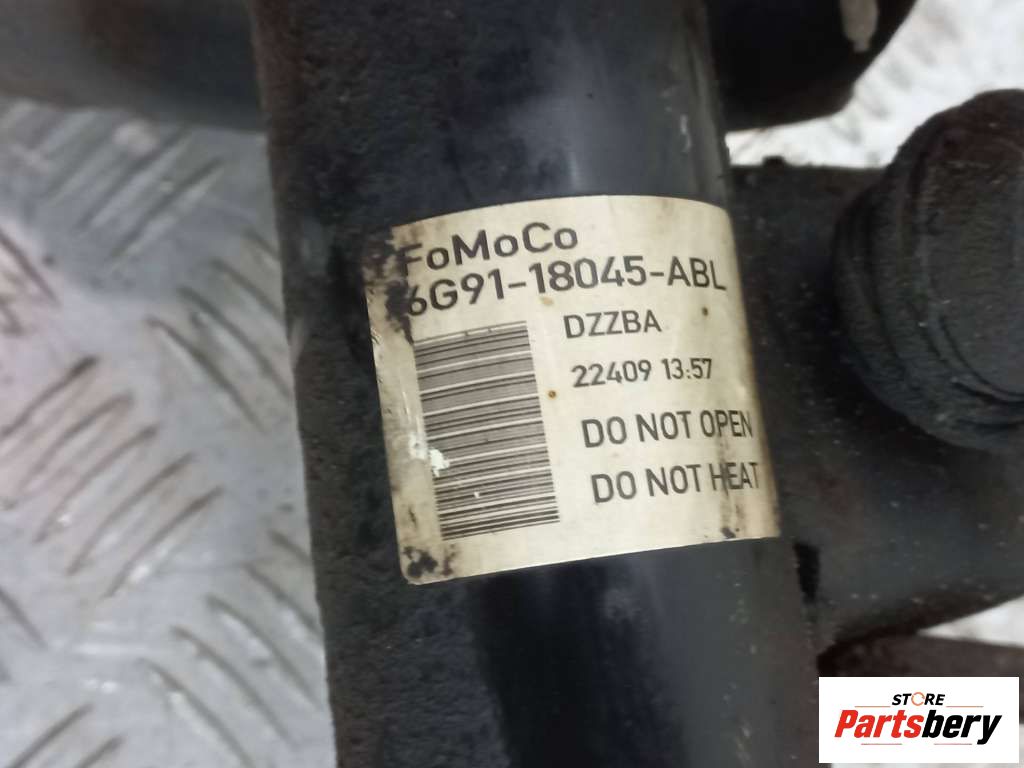 FoMoCo
6G91-18045-ABL
DZZBA
22409 13:57
DO NOT OPEN
DO NOT HEAT
STORE
Partsbery